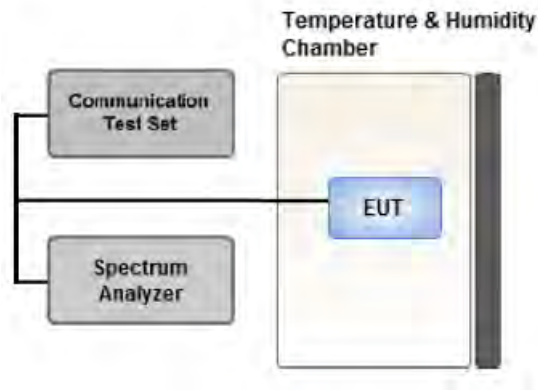 Temperature & Humidity
Chamber
Communication
Test Set
EUT
Spectrum
Analyzer